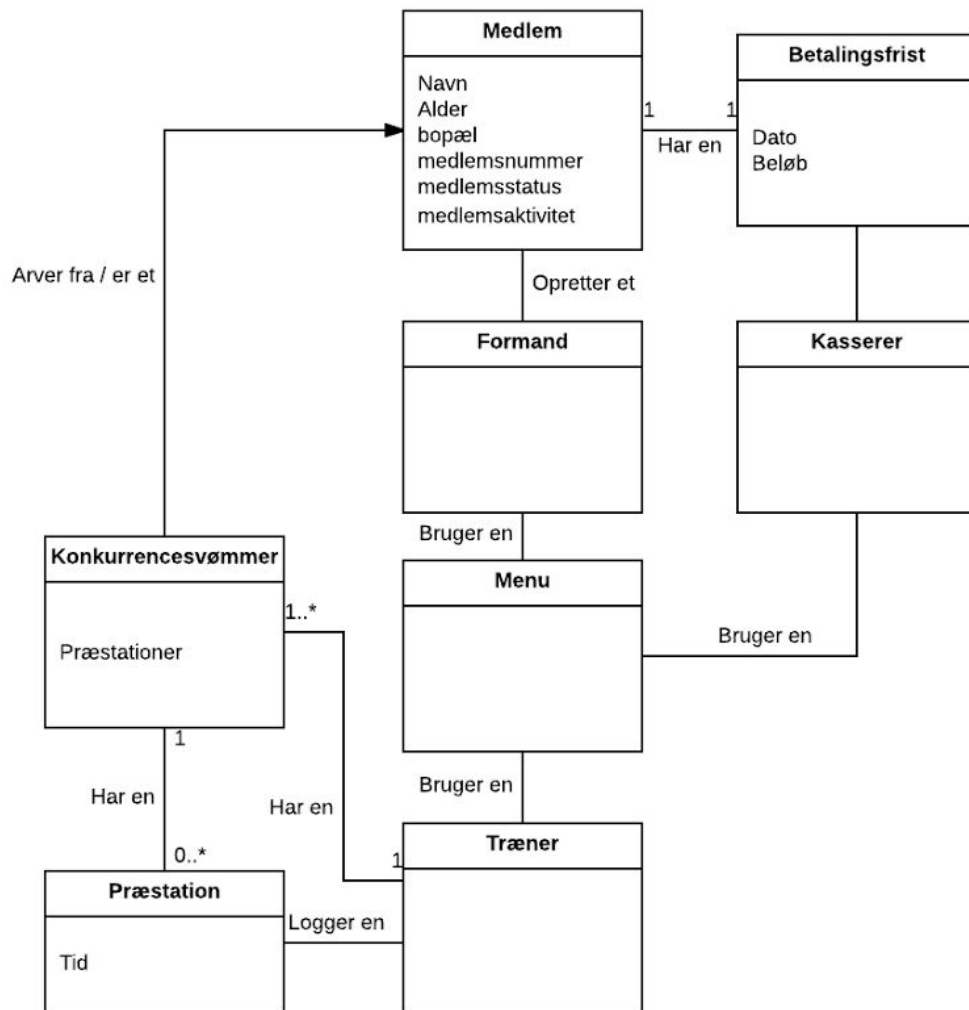 Medlem
Navn
Alder
bopæl
medlemsnummer
medlemsstatus
medlemsaktivitet
1
1
Har en
Betalingsfrist
Dato
Beløb
Arver fra / er et
Opretter et
Formand
Kasserer
Bruger en
Konkurrencesvømmer
Præstationer
1..*
Menu
Bruger en
1
Har en
Har en
Bruger en
0..*
1
Træner
Præstation
Tid
Logger en